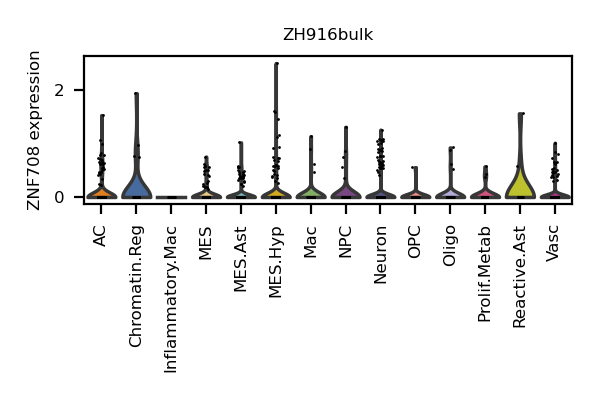 ZH916bulk
ZNF708 expression
2
0
AC
Chromatin.Reg
Inflammatory.Mac
MES
MES.Ast
MES.Hyp
Mac
NPC
Neuron
OPC
Oligo
Prolif.Metab
Reactive.Ast
Vasc